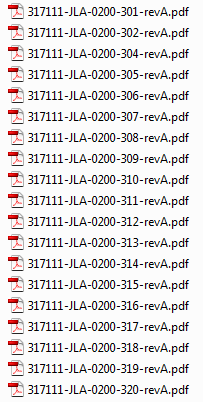 317111-JLA-0200-301-revA.pdf
317111-JLA-0200-302-revA.pdf
317111-JLA-0200-304-revA.pdf
317111-JLA-0200-305-revA.pdf
317111-JLA-0200-306-revA.pdf
317111-JLA-0200-307-revA.pdf
317111-JLA-0200-308-revA.pdf
317111-JLA-0200-309-revA.pdf
317111-JLA-0200-310-revA.pdf
317111-JLA-0200-311-revA.pdf
317111-JLA-0200-312-revA.pdf
317111-JLA-0200-313-revA.pdf
317111-JLA-0200-314-revA.pdf
317111-JLA-0200-315-revA.pdf
317111-JLA-0200-316-revA.pdf
317111-JLA-0200-317-revA.pdf
317111-JLA-0200-318-revA.pdf
317111-JLA-0200-319-revA.pdf
317111-JLA-0200-320-revA.pdf